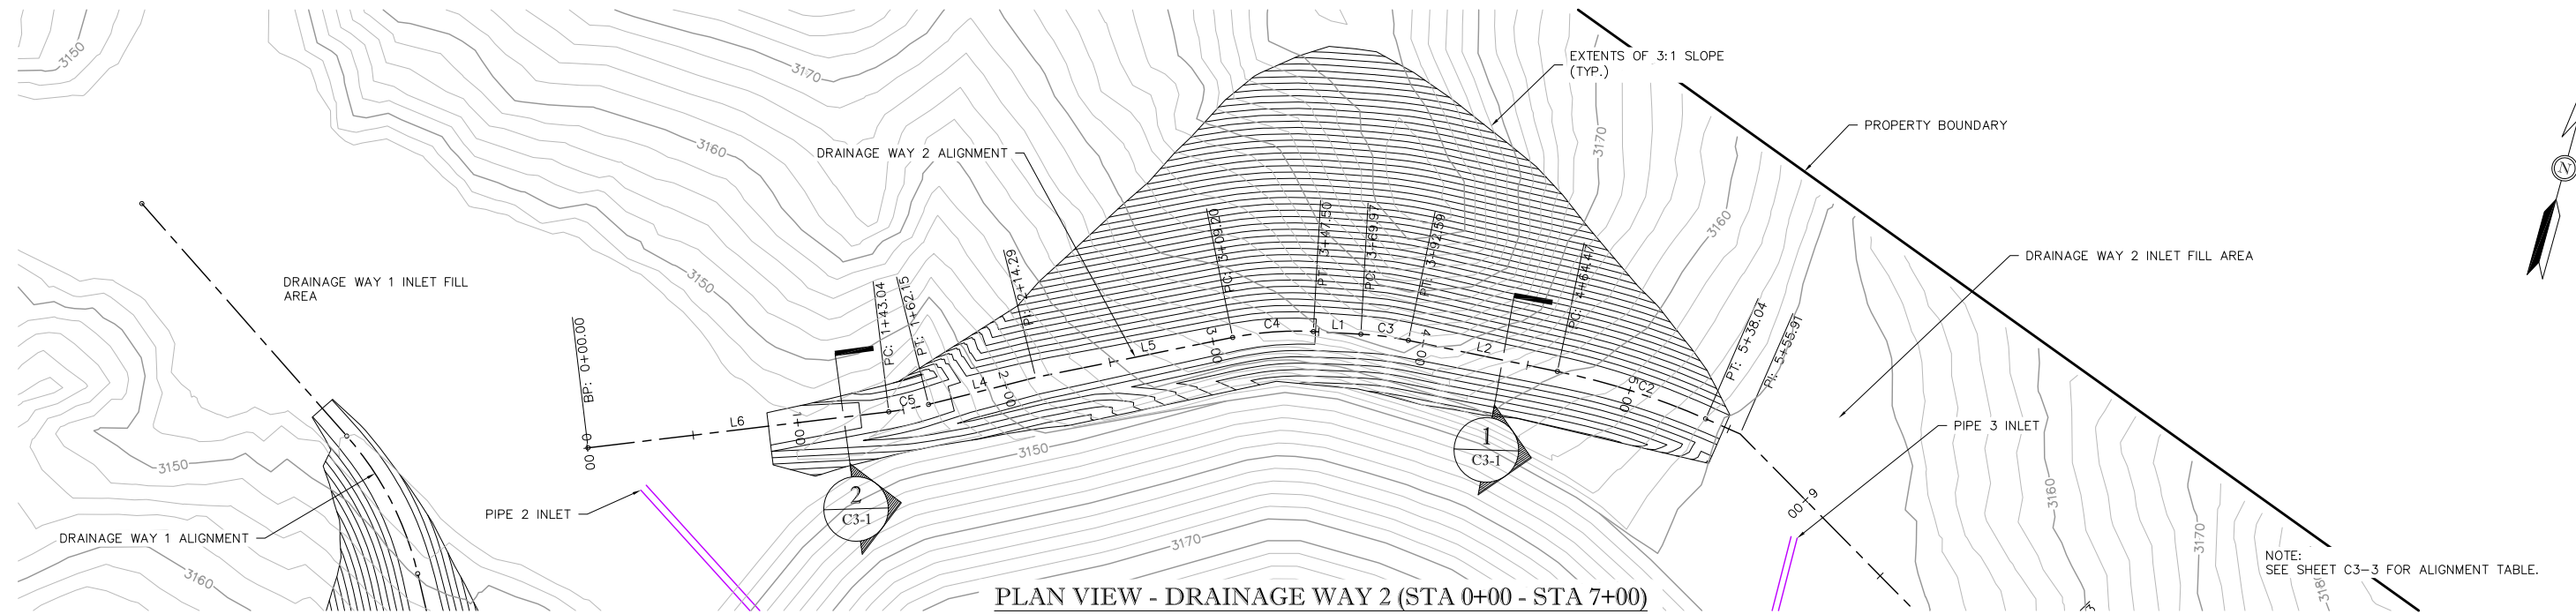 3150
3170
EXTENTS OF 3:1 SLOPE
(TYP.)
3170
PROPERTY BOUNDARY
3160
DRAINAGE WAY 2 ALIGNMENT
N
3160
DRAINAGE WAY 1 INLET FILL
AREA
3150
DRAINAGE WAY 2 INLET FILL AREA
BP: 0+00.00
PC: 1+43.04
PT: 1+62.15
PI: 2+14.29
PC: 3+09.20
PT: 3+47.50
PC: 3+69.97
PT: 3+92.59
PC: 4+64.47
PT: 5+38.04
PI: 5+55.91
0+00
L6
1+00
C5
L4
2+00
L5
3+00
C4
L1
C3
4+00
L2
5+00
C2
6+00
PIPE 3 INLET
3150
3150
1
C3-1
2
C3-1
PIPE 2 INLET
DRAINAGE WAY 1 ALIGNMENT
3160
3170
3160
3170
NOTE:
SEE SHEET C3-3 FOR ALIGNMENT TABLE.
PLAN VIEW - DRAINAGE WAY 2 (STA 0+00 - STA 7+00)